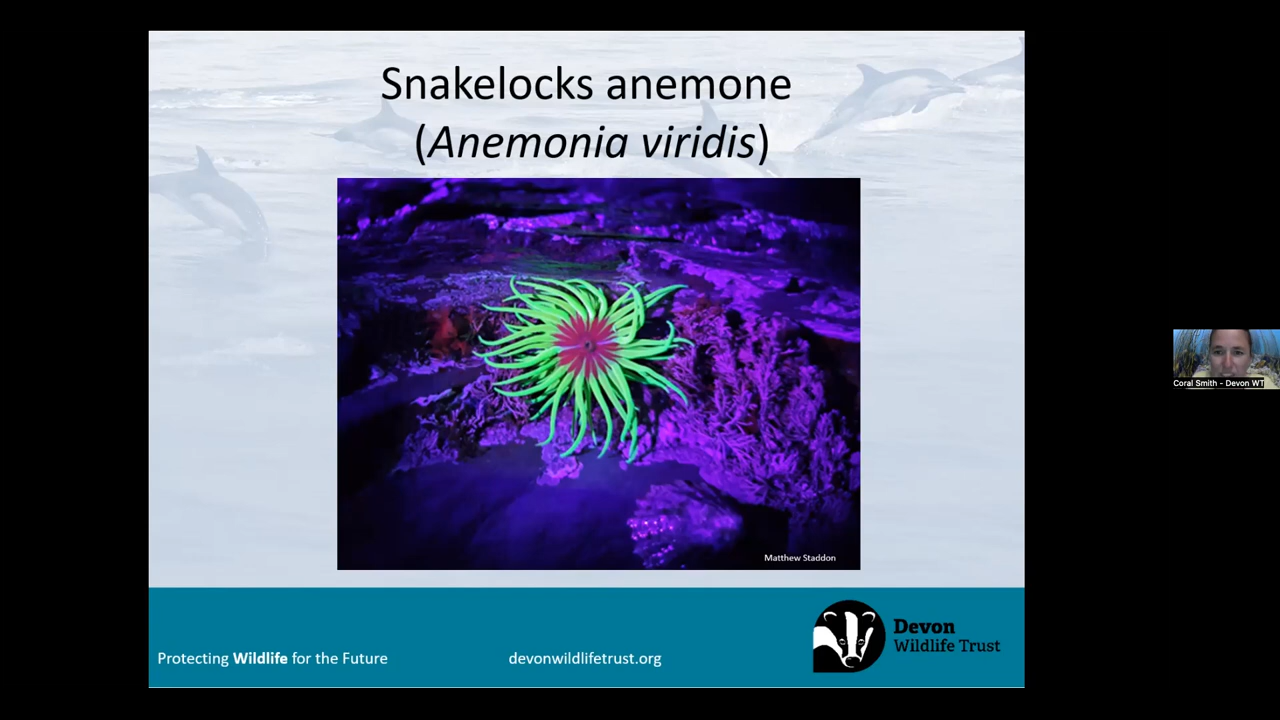 Snakelocks anemone
(Anemonia viridis)
Matthew Staddon
Coral Smith - Devon WT
Devon
Wildlife Trust
Protecting Wildlife for the Future
devonwildlifetrust.org